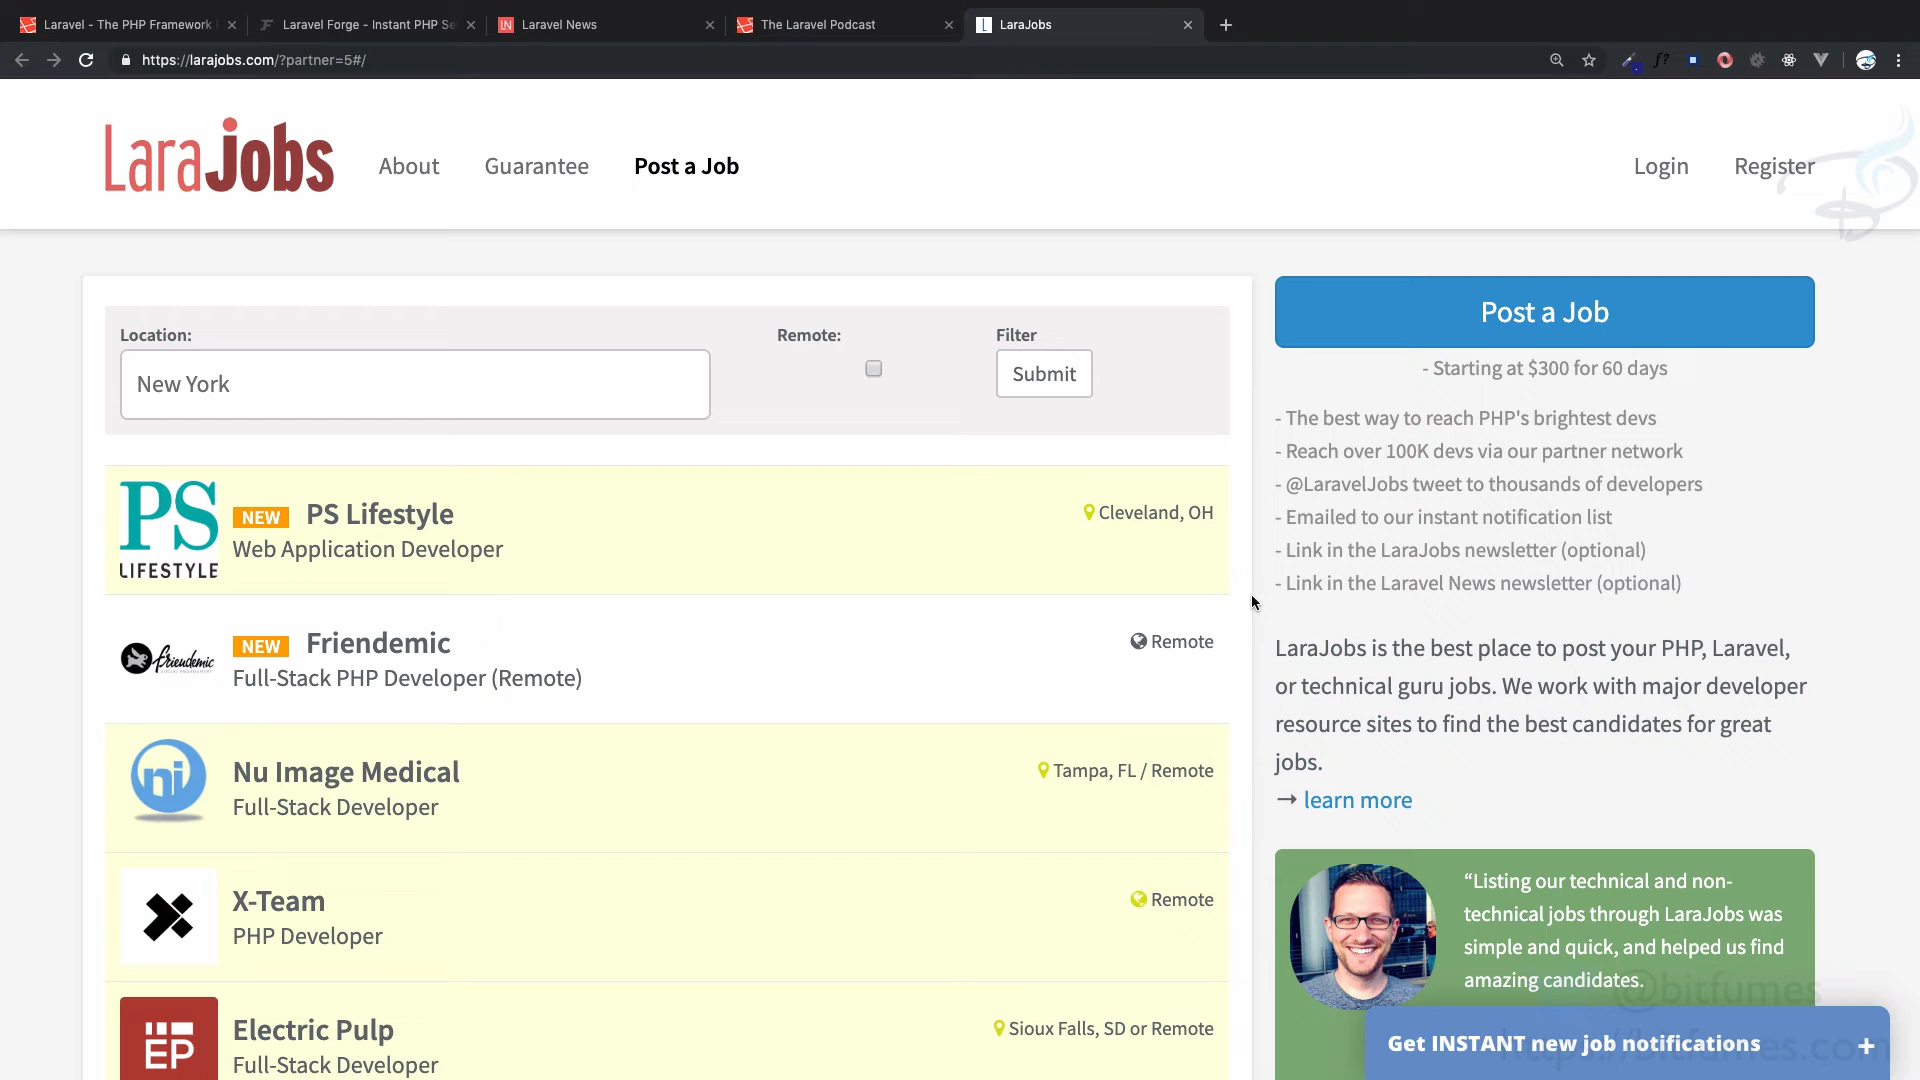 Laravel - The PHP Framework
Laravel Forge - Instant PHP Se
Laravel News
The Laravel Podcast
LaraJobs
https://larajobs.com/?partner=5#/
Larajobs
About
Guarantee
Post a Job
Login
Register
Location:
Remote:
Filter
New York
Submit
PS
LIFESTYLE
NEW
PS Lifestyle
Web Application Developer
Cleveland, OH
friendemic
NEW
Friendemic
Full-Stack PHP Developer (Remote)
Remote
ni
Nu Image Medical
Full-Stack Developer
Tampa, FL / Remote
X-Team
PHP Developer
Remote
EP
Electric Pulp
Full-Stack Developer
Sioux Falls, SD or Remote
Post a Job
- Starting at $300 for 60 days
- The best way to reach PHP's brightest devs
- Reach over 100K devs via our partner network
- @LaravelJobs tweet to thousands of developers
- Emailed to our instant notification list
- Link in the LaraJobs newsletter (optional)
- Link in the Laravel News newsletter (optional)
LaraJobs is the best place to post your PHP, Laravel,
or technical guru jobs. We work with major developer
resource sites to find the best candidates for great
jobs.
→ learn more
“Listing our technical and non-
technical jobs through LaraJobs was
simple and quick, and helped us find
amazing candidates.
@bitfumes
Get INSTANT new job notifications +
https://bitfumes.com